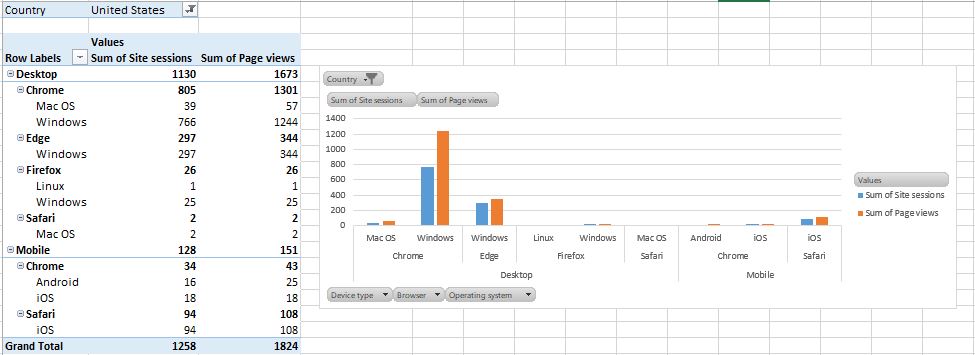 Country United States
Values
Row Labels Sum of Site sessions Sum of Page views
Desktop 1130 1673
Chrome 805 1301
Mac OS 39 57
Windows 766 1244
Edge 297 344
Windows 297 344
Firefox 26 26
Linux 1 1
Windows 25 25
Safari 2 2
Mac OS 2 2
Mobile 128 151
Chrome 34 43
Android 16 25
iOS 18 18
Safari 94 108
iOS 94 108
Grand Total 1258 1824
Country
Sum of Site sessions Sum of Page views
1400
1200
1000
800
600
400
200
0
Mac OS Windows Windows Linux Windows Mac OS Android iOS iOS
Chrome Edge Firefox Safari Chrome Safari
Desktop Mobile
Values
Sum of Site sessions
Sum of Page views
Device type Browser Operating system